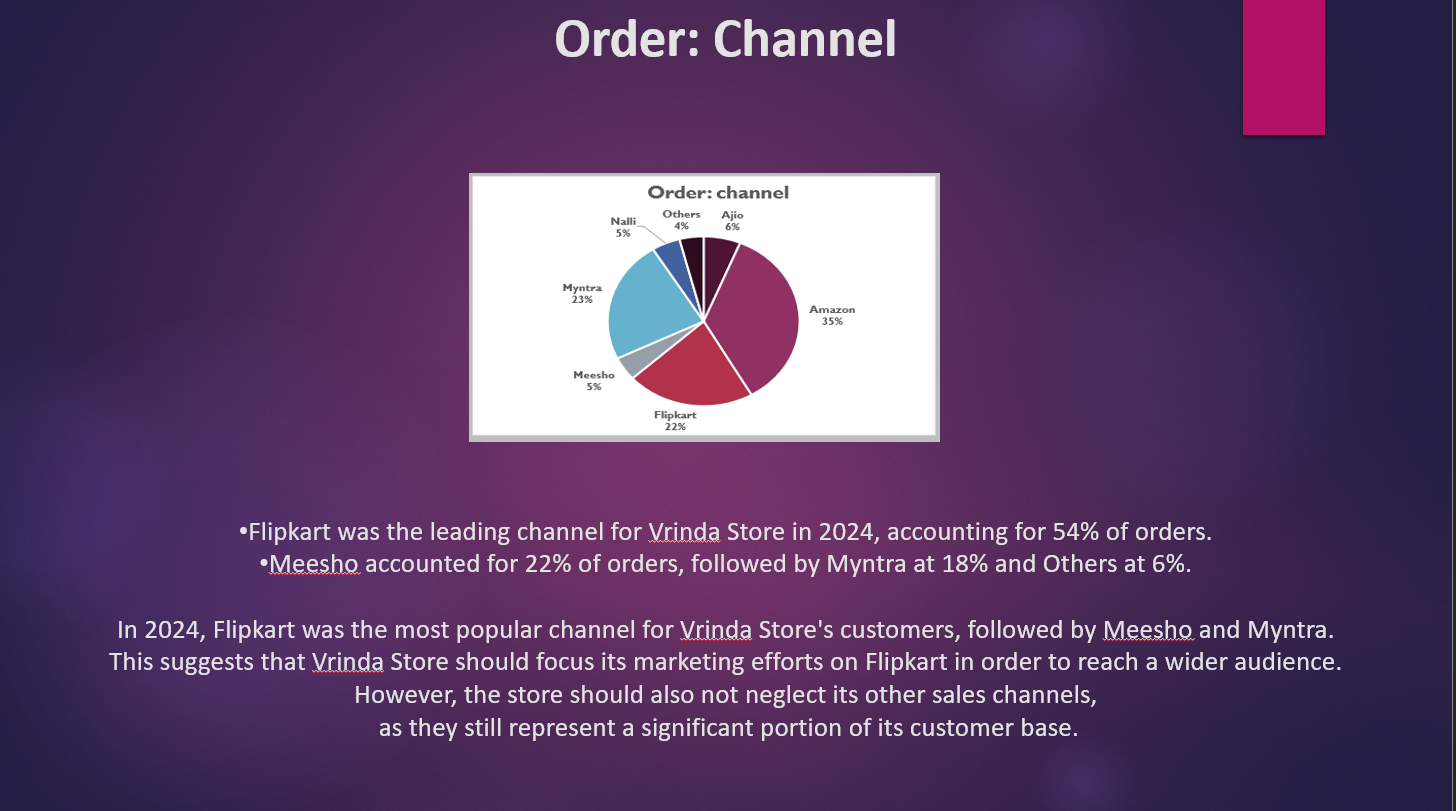 Order: Channel
Order: channel
Nalli
5%
Others
4%
Ajio
6%
Myntra
23%
Amazon
35%
Meesho
5%
Flipkart
22%
•Flipkart was the leading channel for Vrinda Store in 2024, accounting for 54% of orders.
•Meesho accounted for 22% of orders, followed by Myntra at 18% and Others at 6%.
In 2024, Flipkart was the most popular channel for Vrinda Store's customers, followed by Meesho and Myntra.
This suggests that Vrinda Store should focus its marketing efforts on Flipkart in order to reach a wider audience.
However, the store should also not neglect its other sales channels,
as they still represent a significant portion of its customer base.